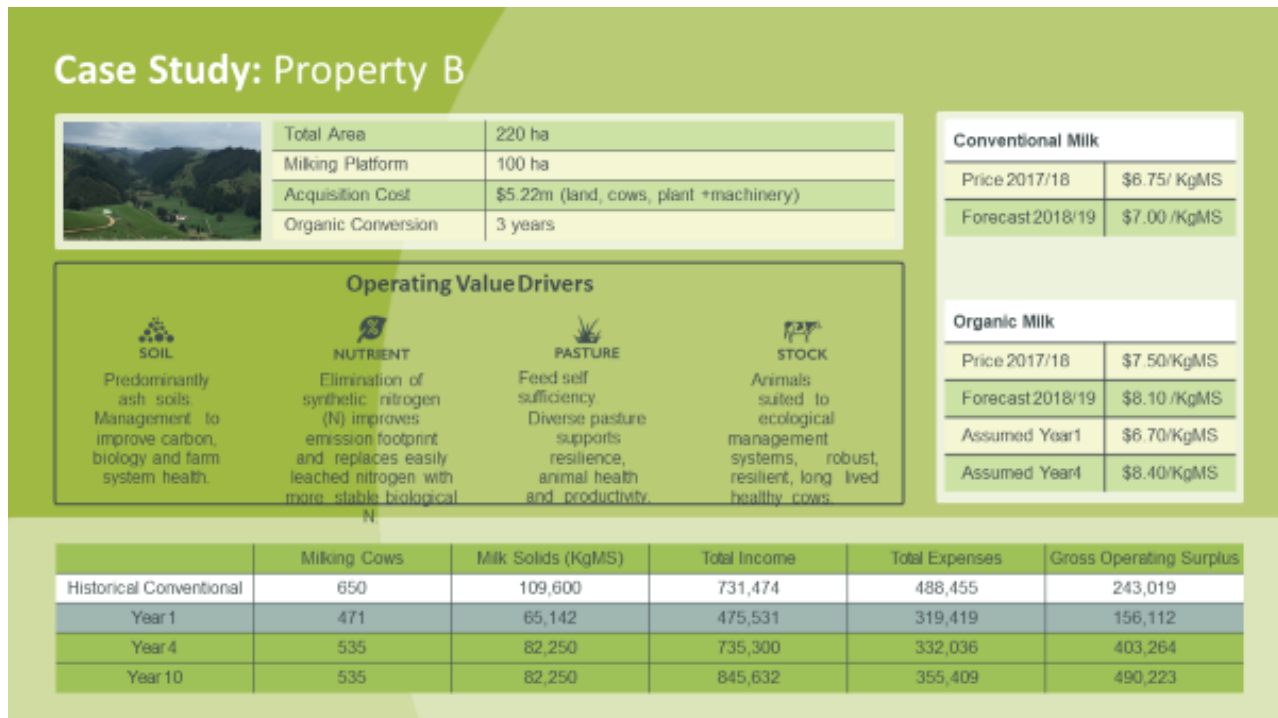 Case Study: Property B
Total Area 220 ha
Milking Platform 100 ha
Acquisition Cost $5.22m (land, cows, plant +machinery)
Organic Conversion 3 years
Conventional Milk
Price 2017/18 $6.75/ KgMS
Forecast 2018/19 $7.00 /KgMS
Organic Milk
Price 2017/18 $7.50/KgMS
Forecast 2018/19 $8.10 /KgMS
Assumed Year1 $6.70/KgMS
Assumed Year4 $8.40/KgMS
Operating Value Drivers
SOIL
Predominantly
ash soils.
Management to
improve carbon,
biology and farm
system health.
NUTRIENT
Elimination of
synthetic nitrogen
(N) improves
emission footprint
and replaces easily
leached nitrogen with
more stable biological
N.
PASTURE
Feed self
sufficiency.
Diverse pasture
supports
resilience,
animal health
and productivity.
STOCK
Animals
suited to
ecological
management
systems, robust,
resilient, long lived
healthy cows.
Milking Cows Milk Solids (KgMS) Total Income Total Expenses Gross Operating Surplus
Historical Conventional 650 109,600 731,474 488,455 243,019
Year 1 471 65,142 475,531 319,419 156,112
Year 4 535 82,250 735,300 332,036 403,264
Year 10 535 82,250 845,632 355,409 490,223